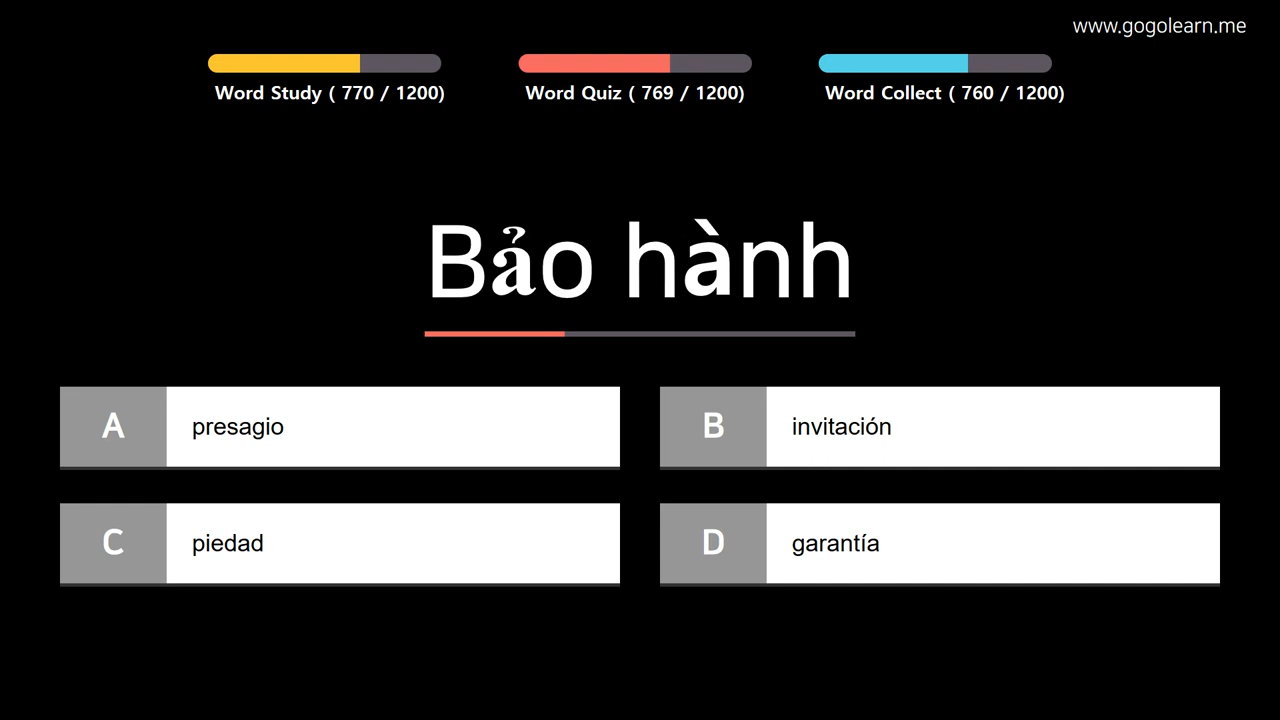 www.gogolearn.me
Word Study ( 770 / 1200)
Word Quiz ( 769 / 1200)
Word Collect ( 760 / 1200)
Bảo hành
A presagio
B invitación
C piedad
D garantía